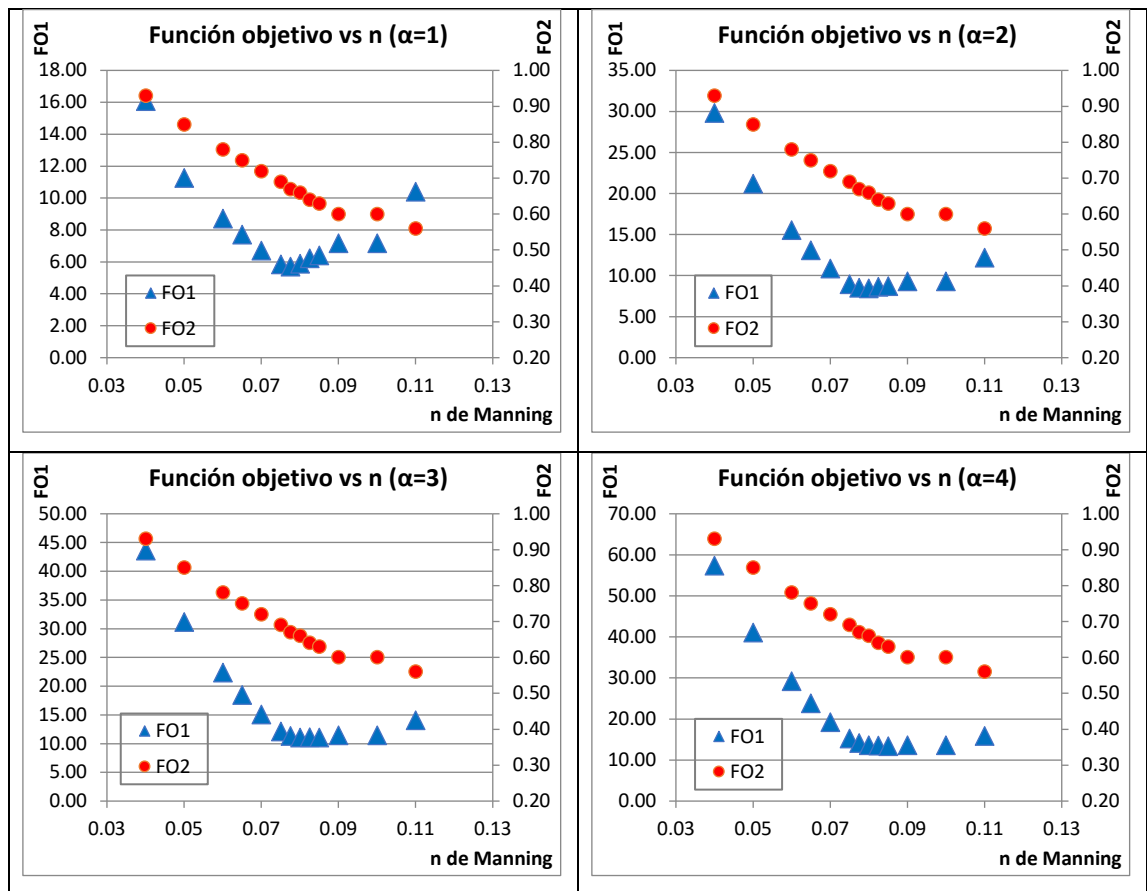 Función objetivo vs n (α=1)
FO1
FO2
18.00
16.00
14.00
12.00
10.00
8.00
6.00
4.00
2.00
0.00
1.00
0.90
0.80
0.70
0.60
0.50
0.40
0.30
0.20
FO1
FO2
0.03 0.05 0.07 0.09 0.11 0.13
n de Manning
Función objetivo vs n (α=2)
FO1
FO2
35.00
30.00
25.00
20.00
15.00
10.00
5.00
0.00
1.00
0.90
0.80
0.70
0.60
0.50
0.40
0.30
0.20
FO1
FO2
0.03 0.05 0.07 0.09 0.11 0.13
n de Manning
Función objetivo vs n (α=3)
FO1
FO2
50.00
45.00
40.00
35.00
30.00
25.00
20.00
15.00
10.00
5.00
0.00
1.00
0.90
0.80
0.70
0.60
0.50
0.40
0.30
0.20
FO1
FO2
0.03 0.05 0.07 0.09 0.11 0.13
n de Manning
Función objetivo vs n (α=4)
FO1
FO2
70.00
60.00
50.00
40.00
30.00
20.00
10.00
0.00
1.00
0.90
0.80
0.70
0.60
0.50
0.40
0.30
0.20
FO1
FO2
0.03 0.05 0.07 0.09 0.11 0.13
n de Manning